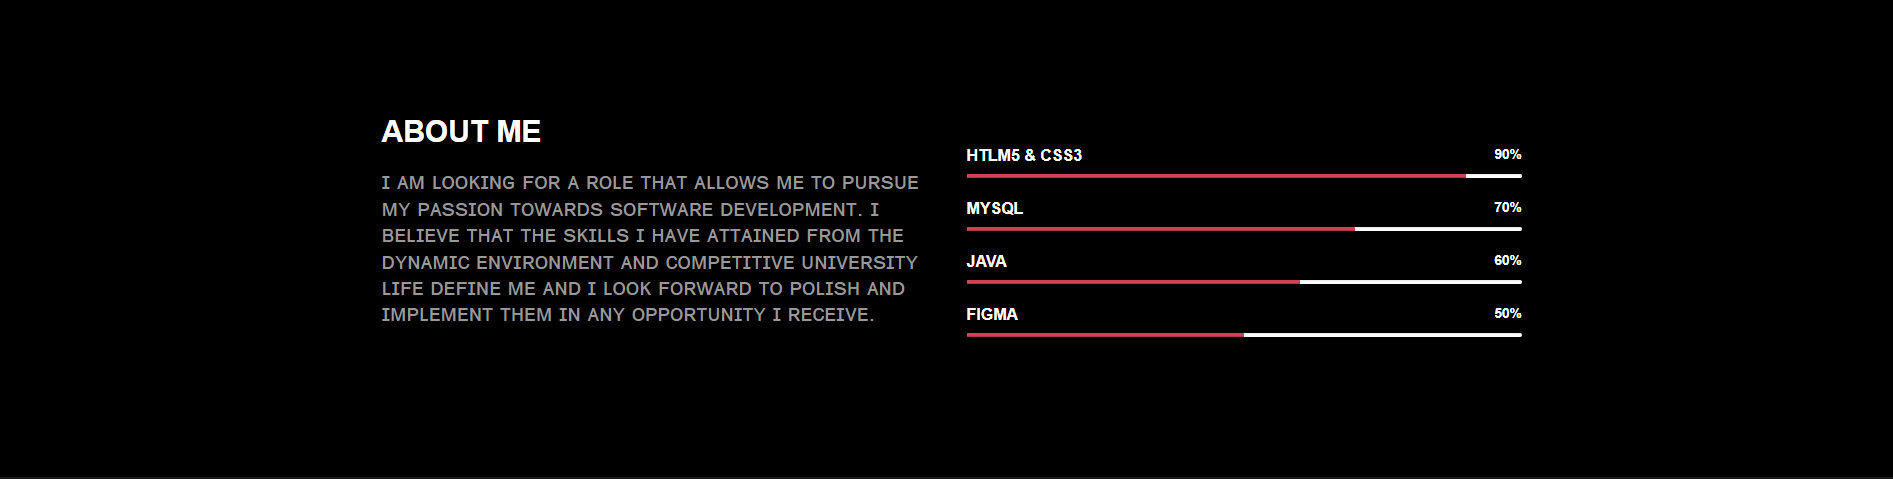 ABOUT ME
I AM LOOKING FOR A ROLE THAT ALLOWS ME TO PURSUE
MY PASSION TOWARDS SOFTWARE DEVELOPMENT. I
BELIEVE THAT THE SKILLS I HAVE ATTAINED FROM THE
DYNAMIC ENVIRONMENT AND COMPETITIVE UNIVERSITY
LIFE DEFINE ME AND I LOOK FORWARD TO POLISH AND
IMPLEMENT THEM IN ANY OPPORTUNITY I RECEIVE.
HTLM5 & CSS3 90%
MYSQL 70%
JAVA 60%
FIGMA 50%